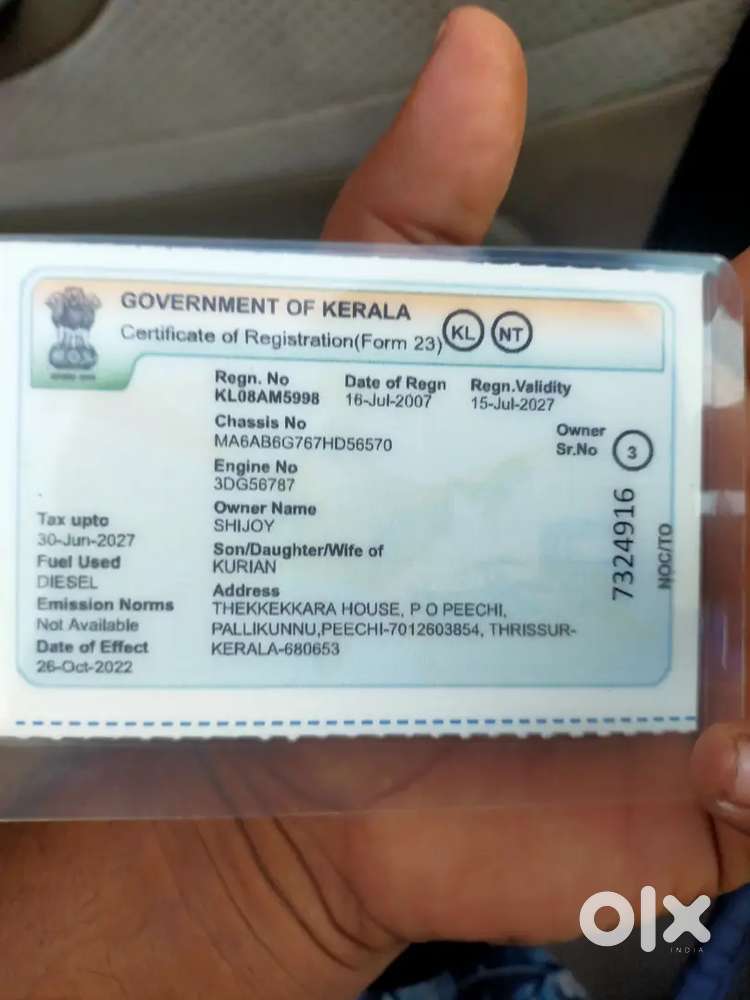 GOVERNMENT OF KERALA
Certificate of Registration(Form 23) KL NT
Regn. No Date of Regn Regn.Validity
KL08AM5998 16-Jul-2007 15-Jul-2027
Chassis No
MA6AB6G767HD56570
Owner
Sr.No 3
Engine No
3DG56787
Owner Name
SHIJOY
Tax upto
30-Jun-2027
Son/Daughter/Wife of
KURIAN
Fuel Used
DIESEL
Address
THEKKEKKARA HOUSE, P O PEECHI,
PALLIKUNNU,PEECHI-7012603854, THRISSUR-
KERALA-680653
Emission Norms
Not Available
Date of Effect
26-Oct-2022
7324916
NOC/TO
olx
INDIA